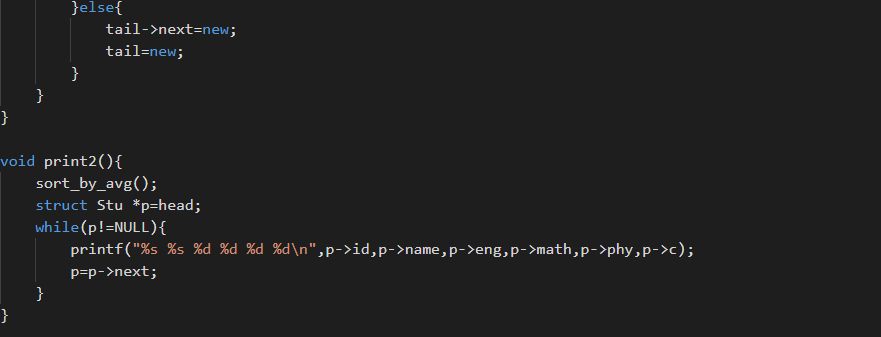 }else{
tail->next=new;
tail=new;
}
}
}
void print2(){
sort_by_avg();
struct Stu *p=head;
while(p!=NULL){
printf("%s %s %d %d %d %d\n",p->id,p->name,p->eng,p->math,p->phy,p->c);
p=p->next;
}
}